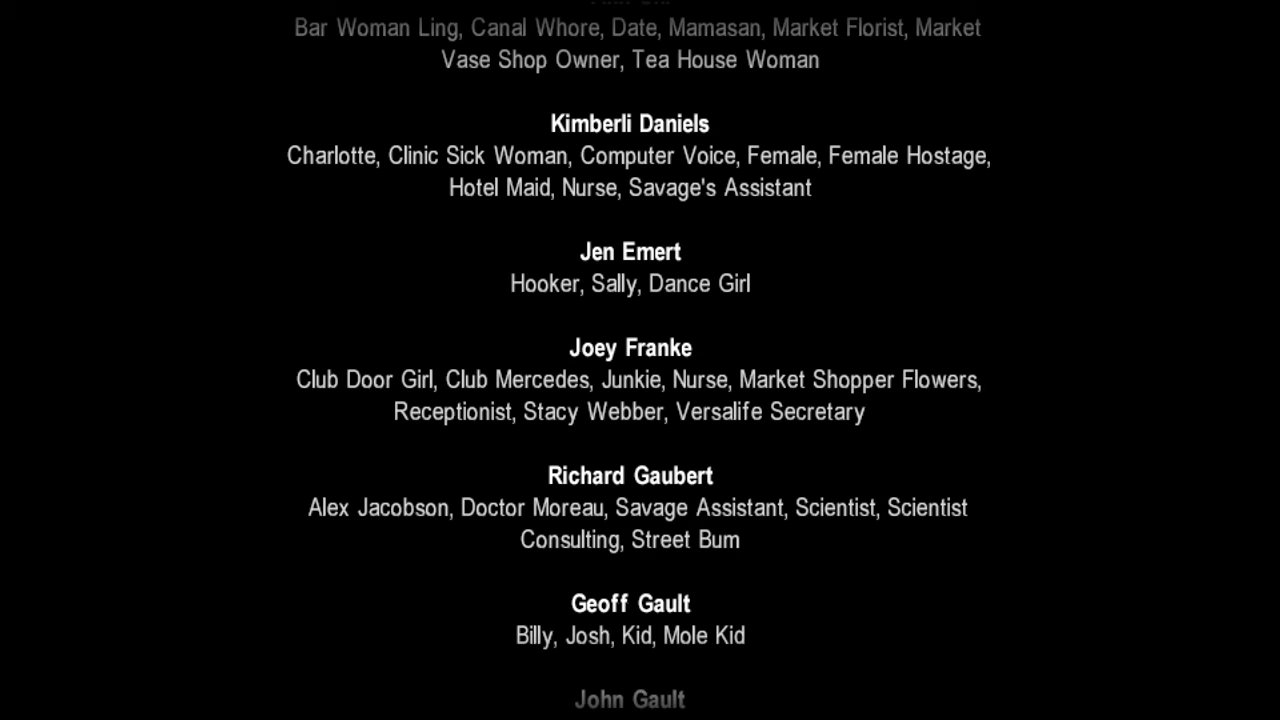 Bar Woman Ling, Canal Whore, Date, Mamasan, Market Florist, Market
Vase Shop Owner, Tea House Woman
Kimberli Daniels
Charlotte, Clinic Sick Woman, Computer Voice, Female, Female Hostage,
Hotel Maid, Nurse, Savage's Assistant
Jen Emert
Hooker, Sally, Dance Girl
Joey Franke
Club Door Girl, Club Mercedes, Junkie, Nurse, Market Shopper Flowers,
Receptionist, Stacy Webber, Versalife Secretary
Richard Gaubert
Alex Jacobson, Doctor Moreau, Savage Assistant, Scientist, Scientist
Consulting, Street Bum
Geoff Gault
Billy, Josh, Kid, Mole Kid
John Gault